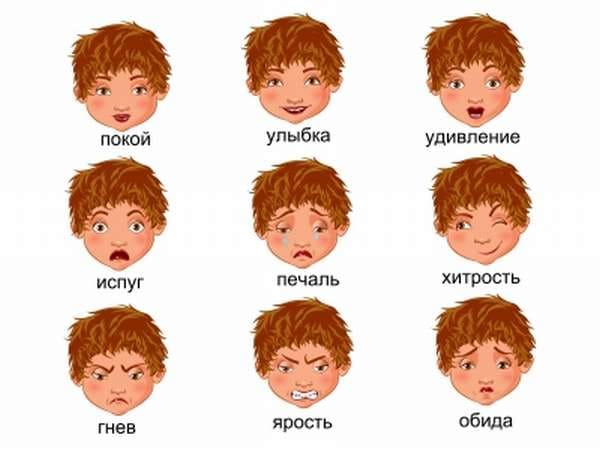 покой
улыбка
удивление
испуг
печаль
хитрость
гнев
ярость
обида